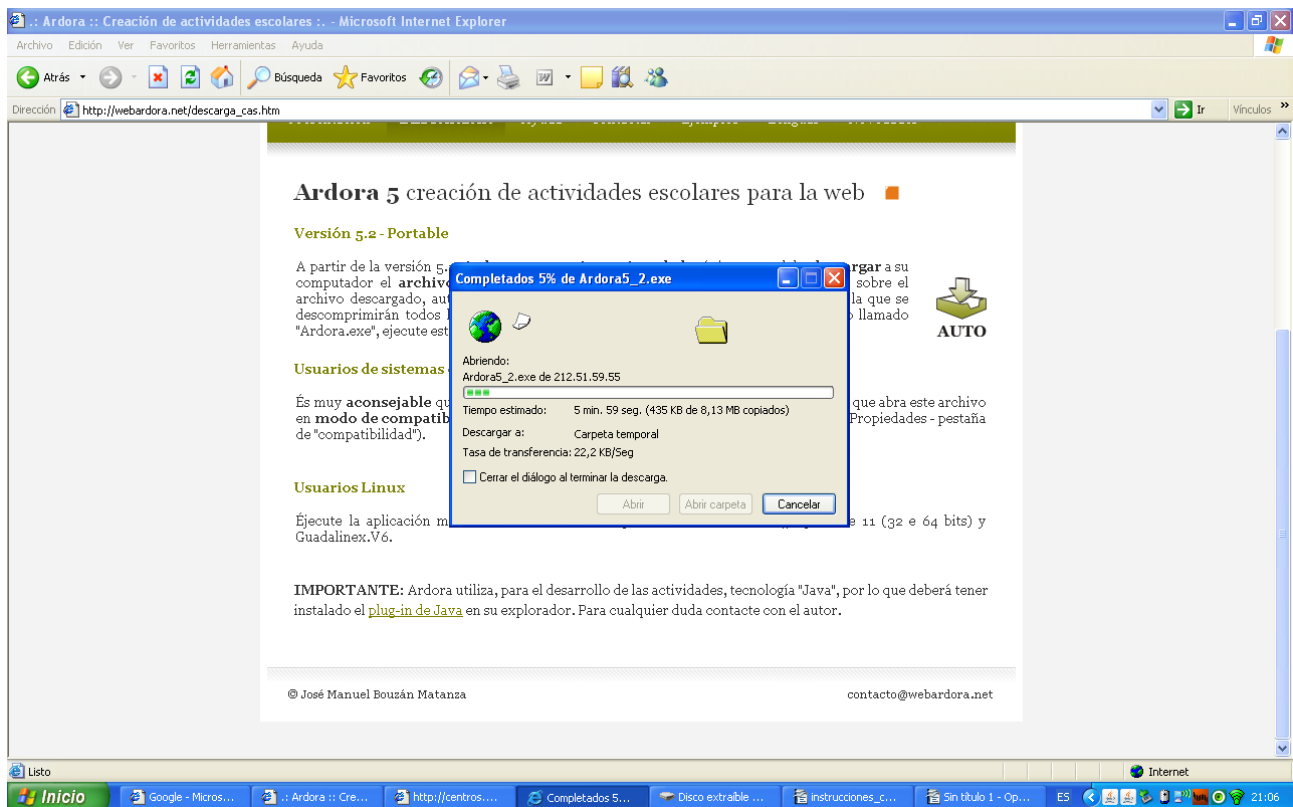 .: Ardora :: Creación de actividades escolares :. - Microsoft Internet Explorer
Archivo Edición Ver Favoritos Herramientas Ayuda
Atrás Búsqueda Favoritos
Dirección http://webardora.net/descarga_cas.htm Ir Vínculos »
Ardora 5 creación de actividades escolares para la web
Versión 5.2 - Portable
A partir de la versión 5. argar a su
computador el archivo sobre el
archivo descargado, aut la que se
descomprimirán todos l o llamado
"Ardora.exe", ejecute est
AUTO
Completados 5% de Ardora5_2.exe
Abriendo:
Ardora5_2.exe de 212.51.59.55
Tiempo estimado: 5 min. 59 seg. (435 KB de 8,13 MB copiados)
Descargar a: Carpeta temporal
Tasa de transferencia: 22,2 KB/Seg
Cerrar el diálogo al terminar la descarga.
Abrir Abrir carpeta Cancelar
Usuarios de sistemas
És muy aconsejable qu que abra este archivo
en modo de compatib Propiedades - pestaña
de "compatibilidad").
Usuarios Linux
Éjecute la aplicación m e 11 (32 e 64 bits) y
Guadalinex.V6.
IMPORTANTE: Ardora utiliza, para el desarrollo de las actividades, tecnología "Java", por lo que deberá tener
instalado el plug-in de Java en su explorador. Para cualquier duda contacte con el autor.
© José Manuel Bouzán Matanza contacto@webardora.net
Listo Internet
Inicio Google - Micros... .: Ardora :: Cre... http://centros.... Completados 5... Disco extraíble ... instrucciones_c... Sin título 1 - Op... ES 21:06